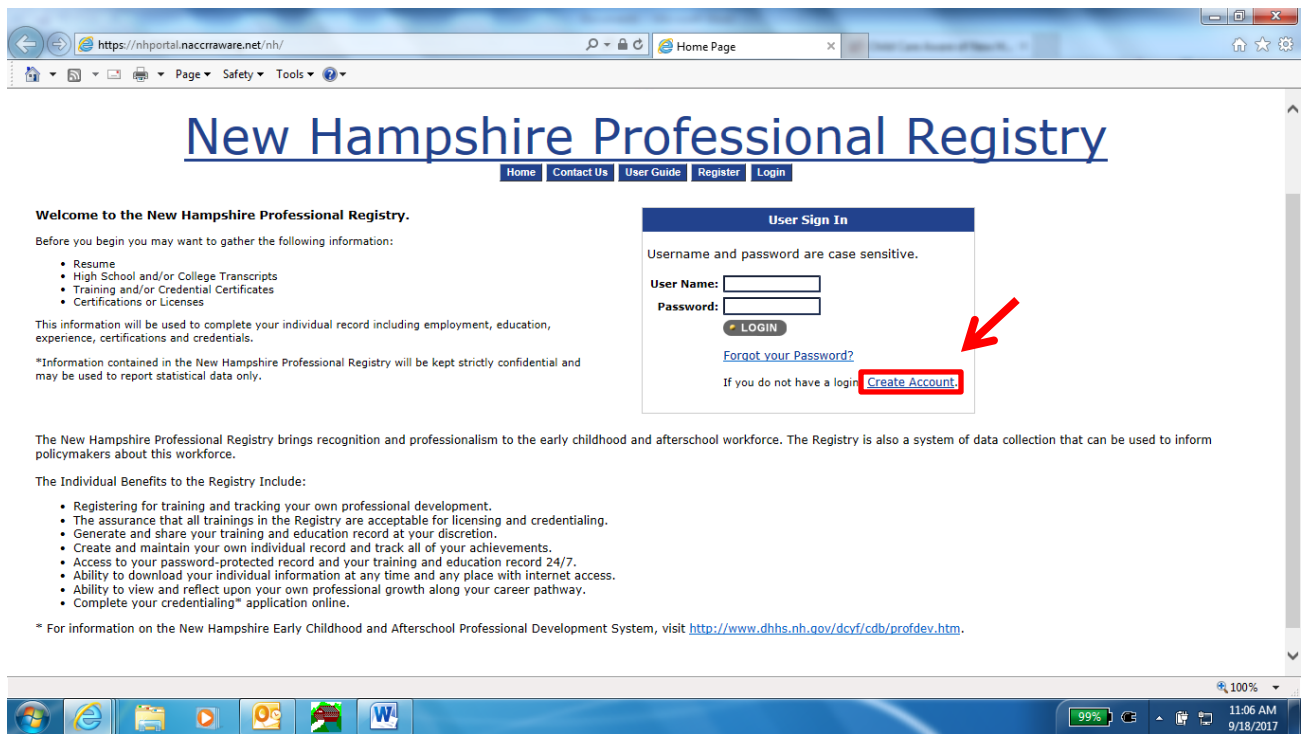 https://nhportal.naccrraware.net/nh/
Home Page
Page Safety Tools
New Hampshire Professional Registry
Home Contact Us User Guide Register Login
Welcome to the New Hampshire Professional Registry.
Before you begin you may want to gather the following information:
• Resume
• High School and/or College Transcripts
• Training and/or Credential Certificates
• Certifications or Licenses
This information will be used to complete your individual record including employment, education,
experience, certifications and credentials.
*Information contained in the New Hampshire Professional Registry will be kept strictly confidential and
may be used to report statistical data only.
User Sign In
Username and password are case sensitive.
User Name:
Password:
LOGIN
Forgot your Password?
If you do not have a login Create Account.
The New Hampshire Professional Registry brings recognition and professionalism to the early childhood and afterschool workforce. The Registry is also a system of data collection that can be used to inform
policymakers about this workforce.
The Individual Benefits to the Registry Include:
• Registering for training and tracking your own professional development.
• The assurance that all trainings in the Registry are acceptable for licensing and credentialing.
• Generate and share your training and education record at your discretion.
• Create and maintain your own individual record and track all of your achievements.
• Access to your password-protected record and your training and education record 24/7.
• Ability to download your individual information at any time and any place with internet access.
• Ability to view and reflect upon your own professional growth along your career pathway.
• Complete your credentialing* application online.
* For information on the New Hampshire Early Childhood and Afterschool Professional Development System, visit http://www.dhhs.nh.gov/dcyf/cdb/profdev.htm.
100%
99%
11:06 AM
9/18/2017